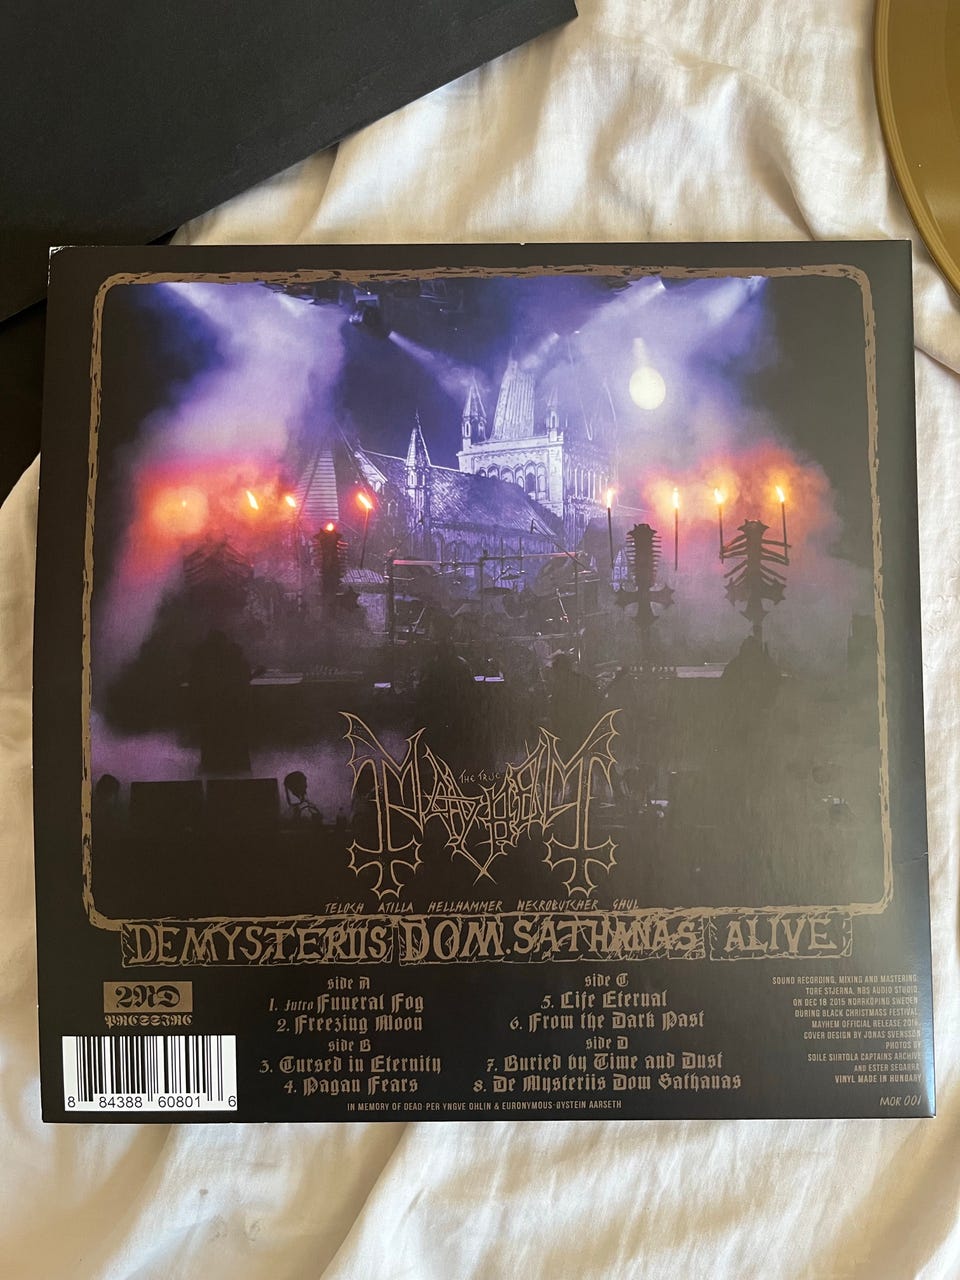 THE TRUE
MAYHEM
TELOCH ATILLA HELLHAMMER NECROBUTCHER GHUL
DE MYSTERIIS DOM. SATHANAS ALIVE
2ND
PRESSING
8 84388 60801 6
side A
1. Intro Funeral Fog
2. Freezing Moon
side B
3. Cursed in Eternity
4. Pagan Fears
side C
5. Life Eternal
6. From the Dark Past
side D
7. Buried by Time and Dust
8. De Mysteriis Dom Sathanas
IN MEMORY OF DEAD-PER YNGVE OHLIN & EURONYMOUS-ØYSTEIN AARSETH
SOUND RECORDING, MIXING AND MASTERING:
TORE STJERNA, NBS AUDIO STUDIO.
ON DEC 18 2015 NORRKÖPING SWEDEN
DURING BLACK CHRISTMASS FESTIVAL.
MAYHEM OFFICIAL RELEASE 2016.
COVER DESIGN BY JONAS SVENSSON
PHOTOS BY
SOILE SIIRTOLA CAPTAINS ARCHIVE
AND ESTER SEGARRA
VINYL MADE IN HUNGARY
MOR 001